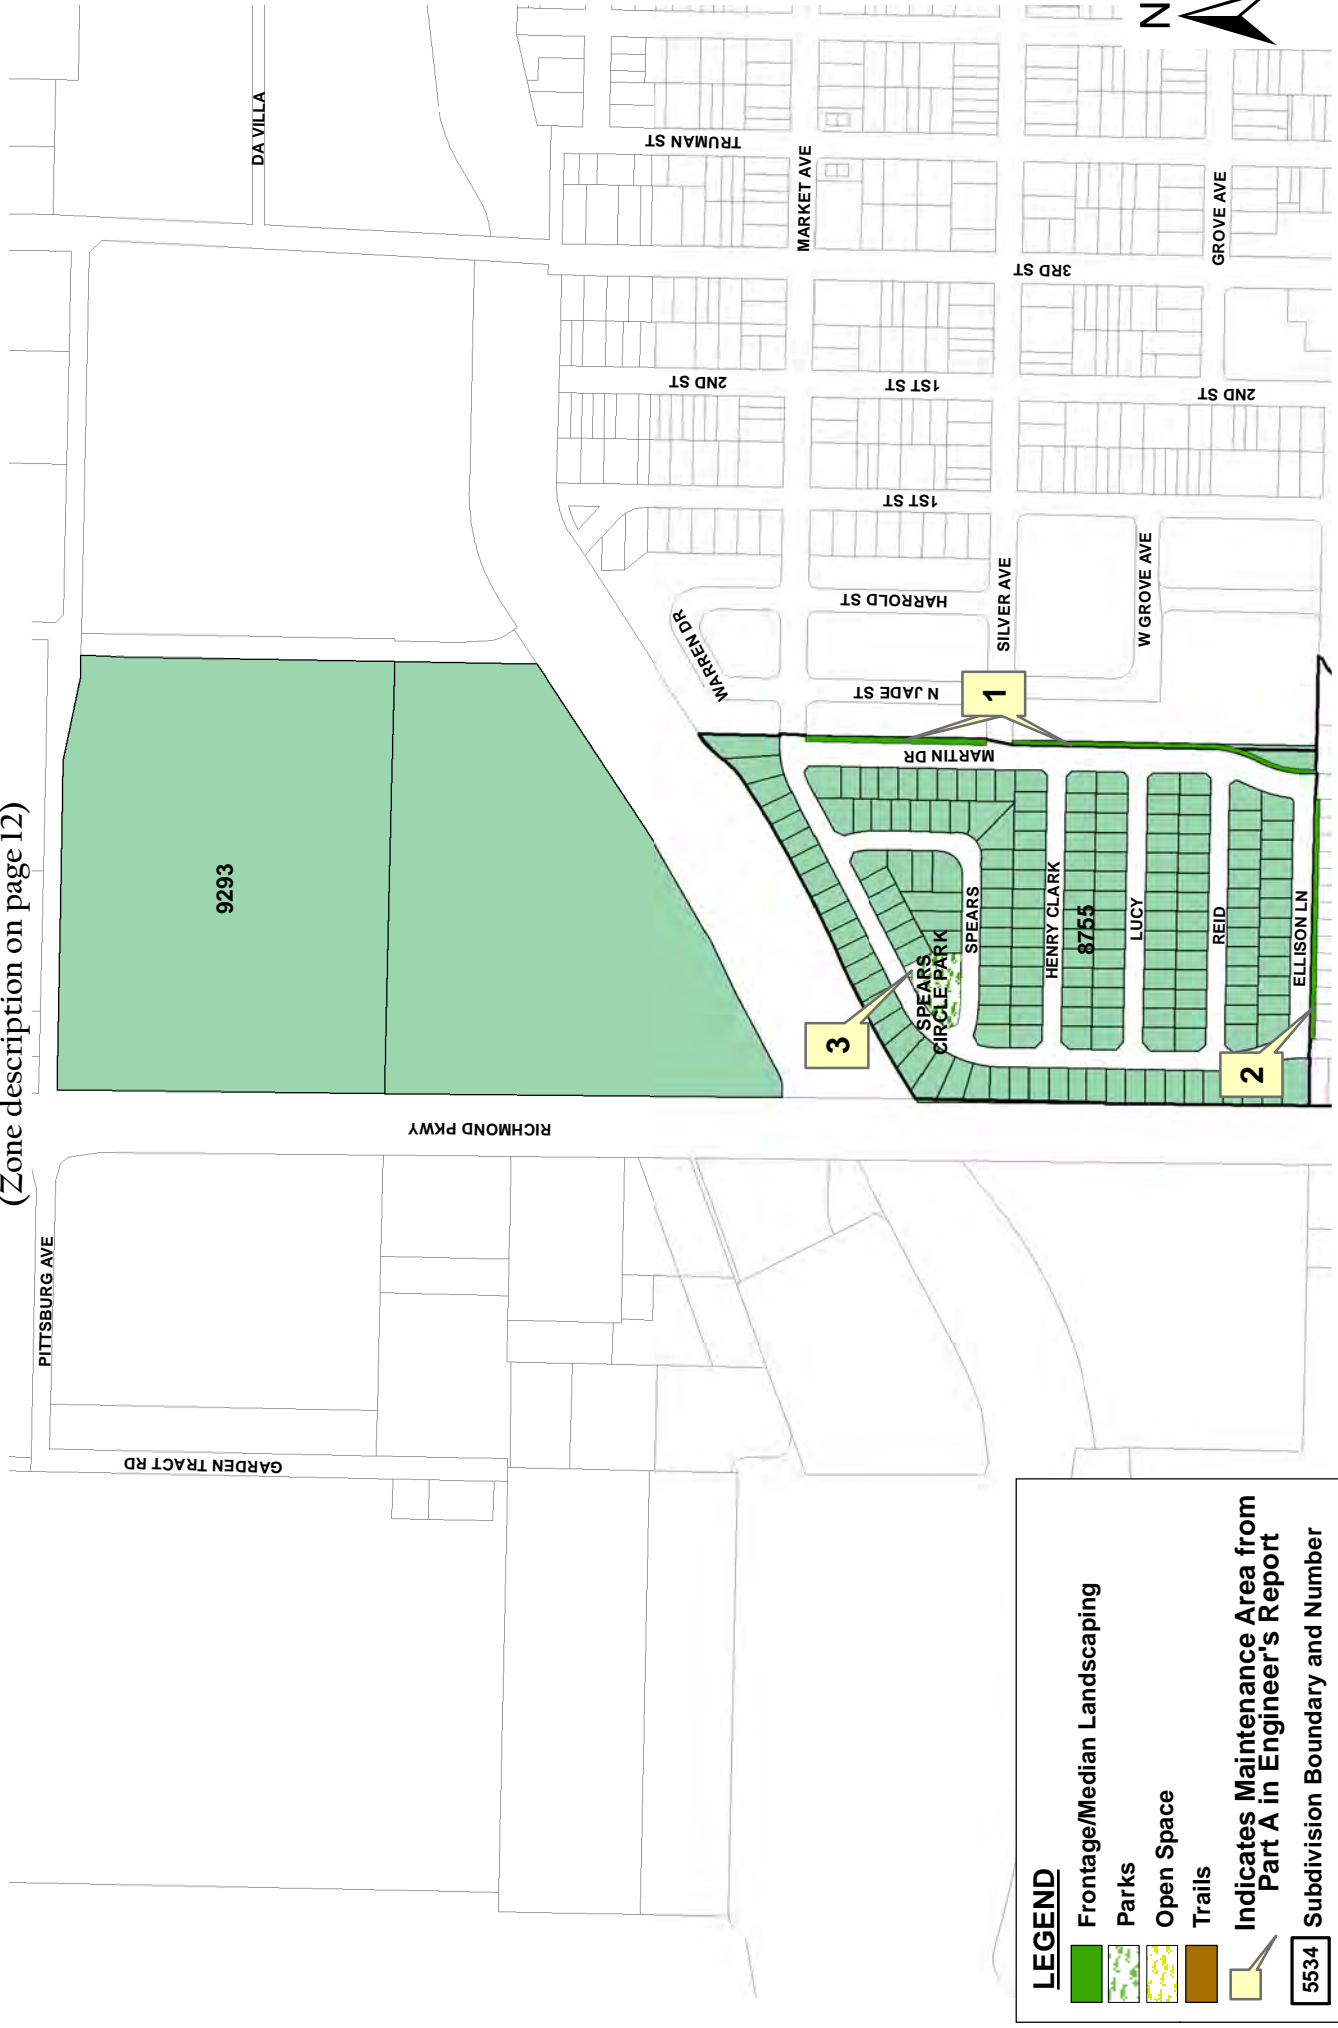 (Zone description on page 12)
PITTSBURG AVE
GARDEN TRACT RD
RICHMOND PKWY
9293
DA VILLA
TRUMAN ST
MARKET AVE
3RD ST
GROVE AVE
2ND ST
1ST ST
2ND ST
1ST ST
HARROLD ST
SILVER AVE
W GROVE AVE
WARREN DR
N JADE ST
1
MARTIN DR
SPEARS
HENRY CLARK
8755
LUCY
REID
ELLISON LN
SPEARS
CIRCLE PARK
3
2
N
LEGEND
Frontage/Median Landscaping
Parks
Open Space
Trails
Indicates Maintenance Area from
Part A in Engineer's Report
5534 Subdivision Boundary and Number